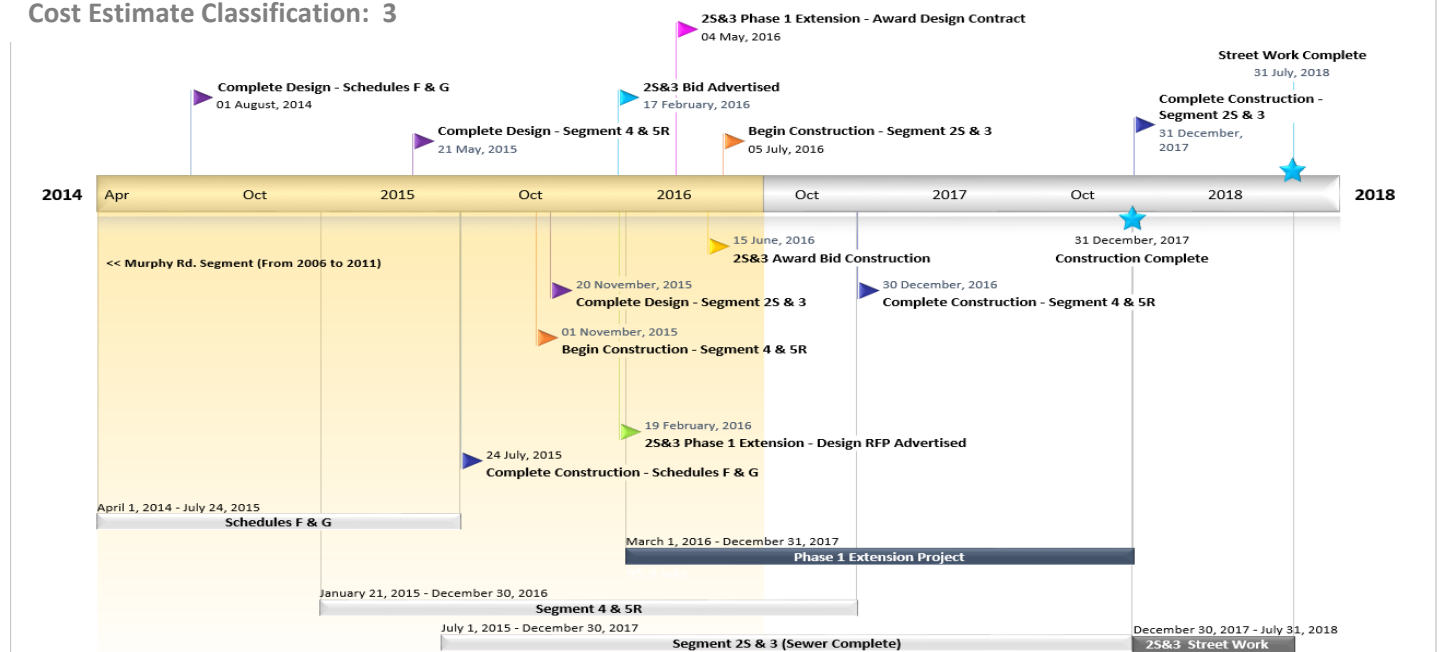 Cost Estimate Classification: 3
2S&3 Phase 1 Extension - Award Design Contract
04 May, 2016
Street Work Complete
31 July, 2018
Complete Design - Schedules F & G
01 August, 2014
2S&3 Bid Advertised
17 February, 2016
Complete Construction -
Segment 2S & 3
31 December,
2017
Complete Design - Segment 4 & 5R
21 May, 2015
Begin Construction - Segment 2S & 3
05 July, 2016
2014 Apr Oct 2015 Oct 2016 Oct 2017 Oct 2018 2018
15 June, 2016
2S&3 Award Bid Construction
31 December, 2017
Construction Complete
<< Murphy Rd. Segment (From 2006 to 2011)
20 November, 2015
Complete Design - Segment 2S & 3
30 December, 2016
Complete Construction - Segment 4 & 5R
01 November, 2015
Begin Construction - Segment 4 & 5R
19 February, 2016
2S&3 Phase 1 Extension - Design RFP Advertised
24 July, 2015
Complete Construction - Schedules F & G
April 1, 2014 - July 24, 2015
Schedules F & G
March 1, 2016 - December 31, 2017
Phase 1 Extension Project
January 21, 2015 - December 30, 2016
Segment 4 & 5R
July 1, 2015 - December 30, 2017
Segment 2S & 3 (Sewer Complete)
December 30, 2017 - July 31, 2018
2S&3 Street Work